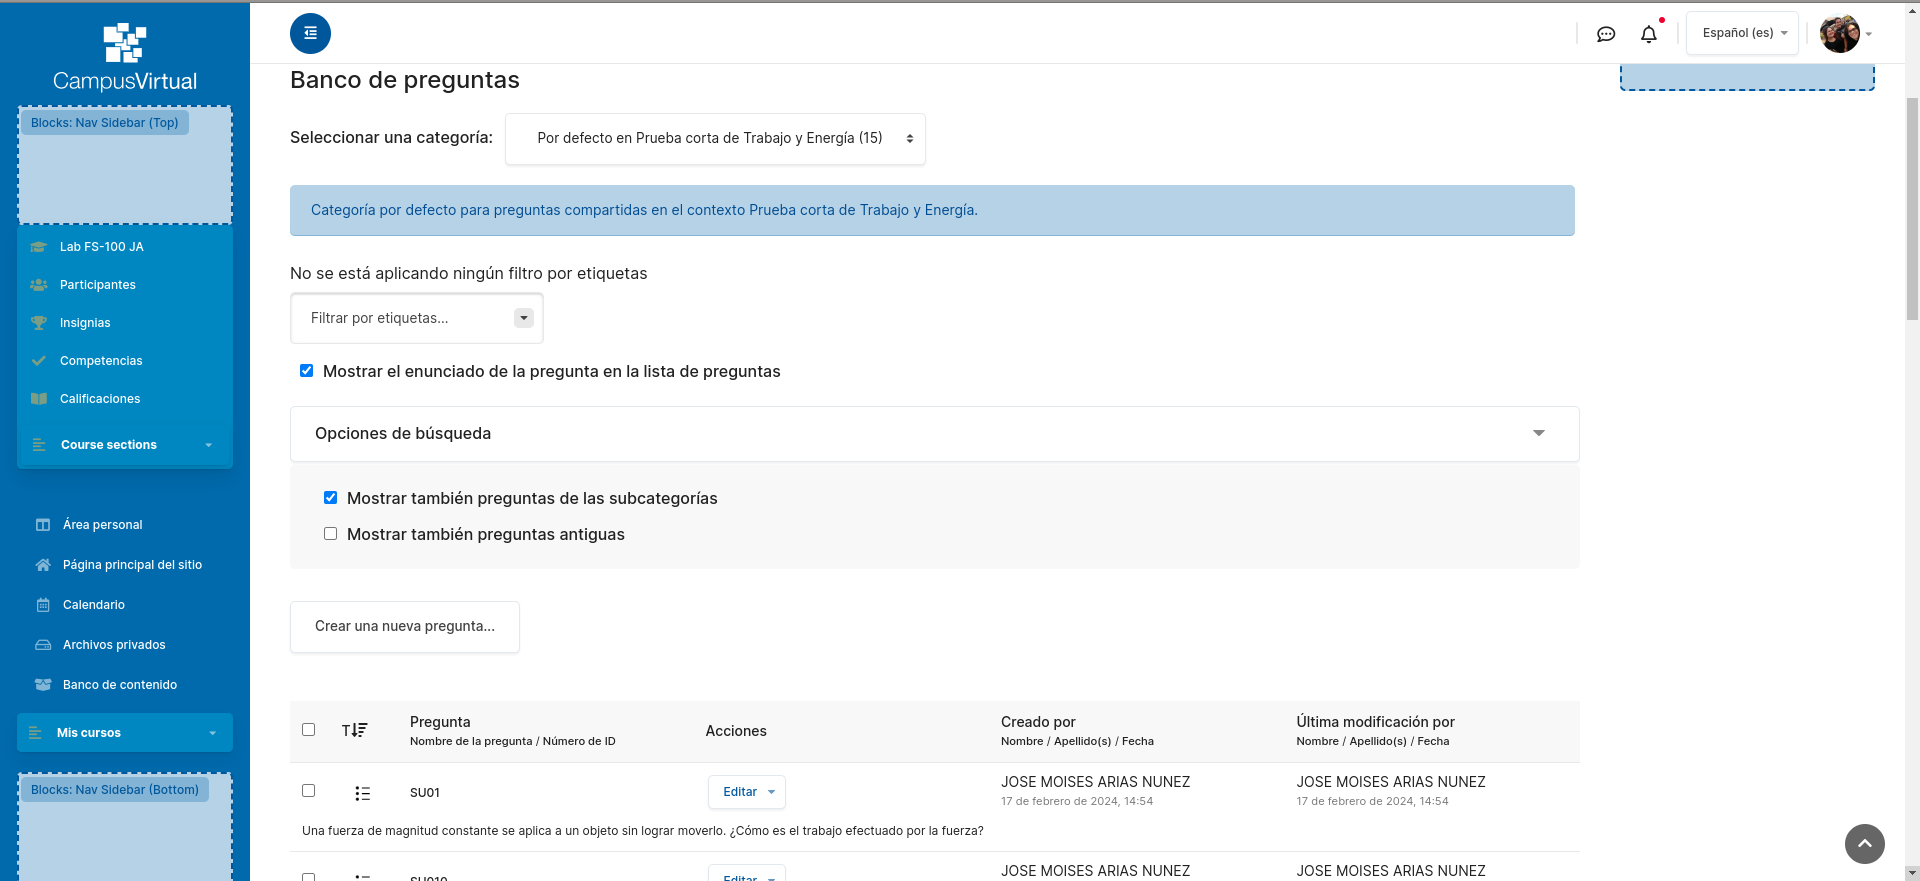 CampusVirtual
Blocks: Nav Sidebar (Top)
Lab FS-100 JA
Participantes
Insignias
Competencias
Calificaciones
Course sections
Área personal
Página principal del sitio
Calendario
Archivos privados
Banco de contenido
Mis cursos
Blocks: Nav Sidebar (Bottom)
Español (es)
Banco de preguntas
Seleccionar una categoría:
Por defecto en Prueba corta de Trabajo y Energía (15)
Categoría por defecto para preguntas compartidas en el contexto Prueba corta de Trabajo y Energía.
No se está aplicando ningún filtro por etiquetas
Filtrar por etiquetas...
Mostrar el enunciado de la pregunta en la lista de preguntas
Opciones de búsqueda
Mostrar también preguntas de las subcategorías
Mostrar también preguntas antiguas
Crear una nueva pregunta...
T
Pregunta
Nombre de la pregunta / Número de ID
Acciones
Creado por
Nombre / Apellido(s) / Fecha
Última modificación por
Nombre / Apellido(s) / Fecha
SU01
Editar
JOSE MOISES ARIAS NUNEZ
17 de febrero de 2024, 14:54
JOSE MOISES ARIAS NUNEZ
17 de febrero de 2024, 14:54
Una fuerza de magnitud constante se aplica a un objeto sin lograr moverlo. ¿Cómo es el trabajo efectuado por la fuerza?
SU010
Editar
JOSE MOISES ARIAS NUNEZ
JOSE MOISES ARIAS NUNEZ